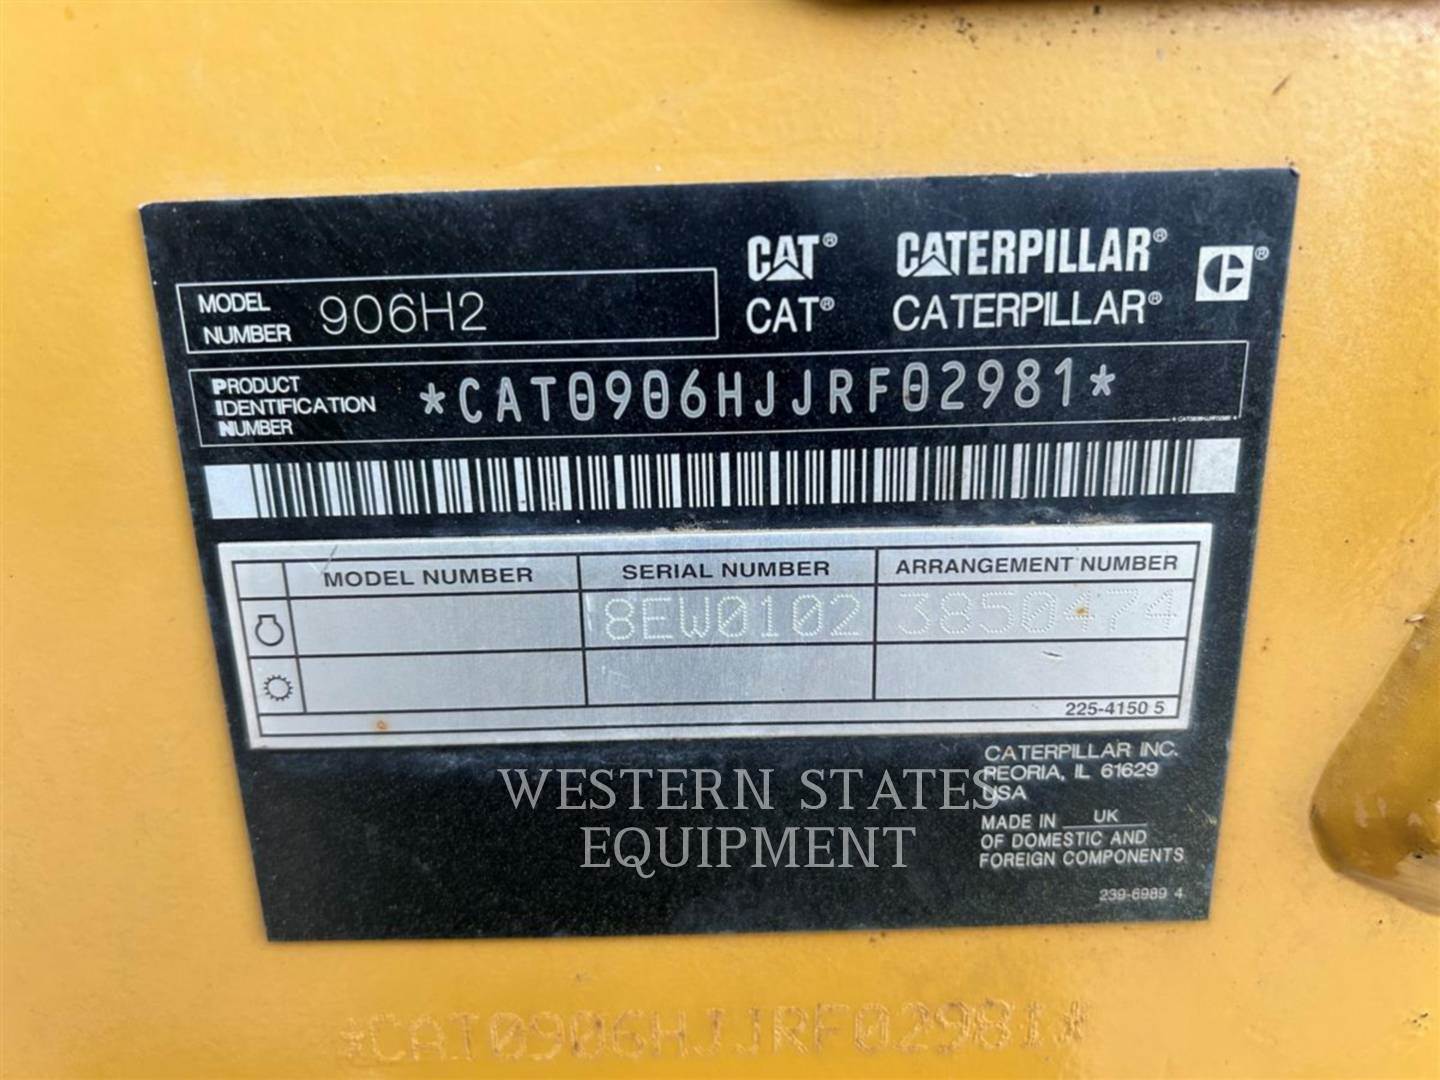 MODEL NUMBER 906H2
CAT® CATERPILLAR®
CAT® CATERPILLAR®
PRODUCT IDENTIFICATION NUMBER *CAT0906HJJRF02981*
MODEL NUMBER SERIAL NUMBER ARRANGEMENT NUMBER
8EW0102 3850474
225-4150 5
CATERPILLAR INC.
PEORIA, IL 61629
USA
MADE IN UK
OF DOMESTIC AND
FOREIGN COMPONENTS
239-6989 4
WESTERN STATES
EQUIPMENT
*CAT0906HJJRF02981*